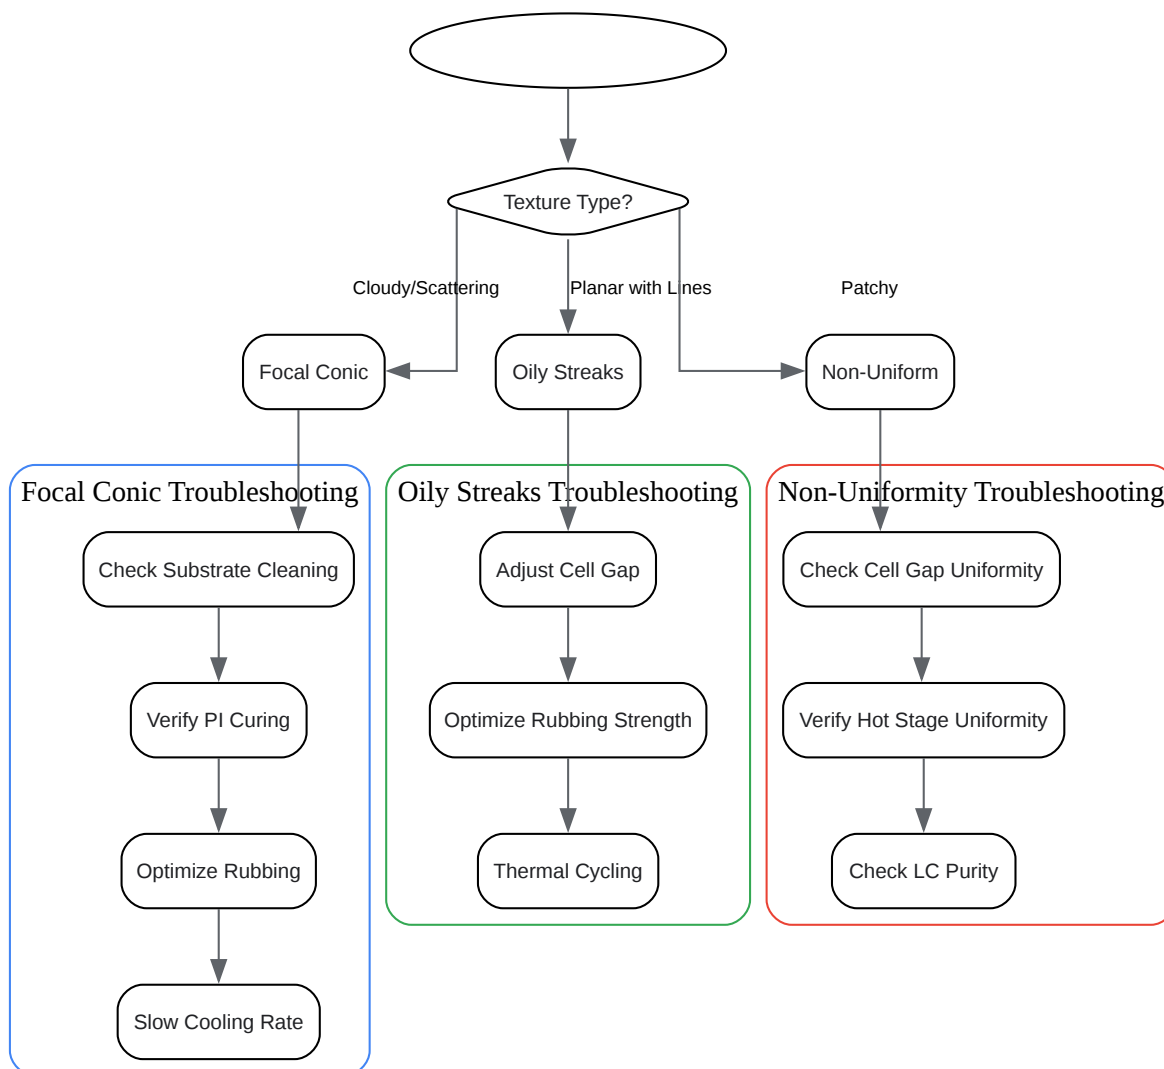 Texture Type?
Cloudy/Scattering
Planar with Lines
Patchy
Focal Conic
Oily Streaks
Non-Uniform
Focal Conic Troubleshooting
Oily Streaks Troubleshooting
Non-Uniformity Troubleshooting
Check Substrate Cleaning
Adjust Cell Gap
Check Cell Gap Uniformity
Verify PI Curing
Optimize Rubbing Strength
Verify Hot Stage Uniformity
Optimize Rubbing
Thermal Cycling
Check LC Purity
Slow Cooling Rate